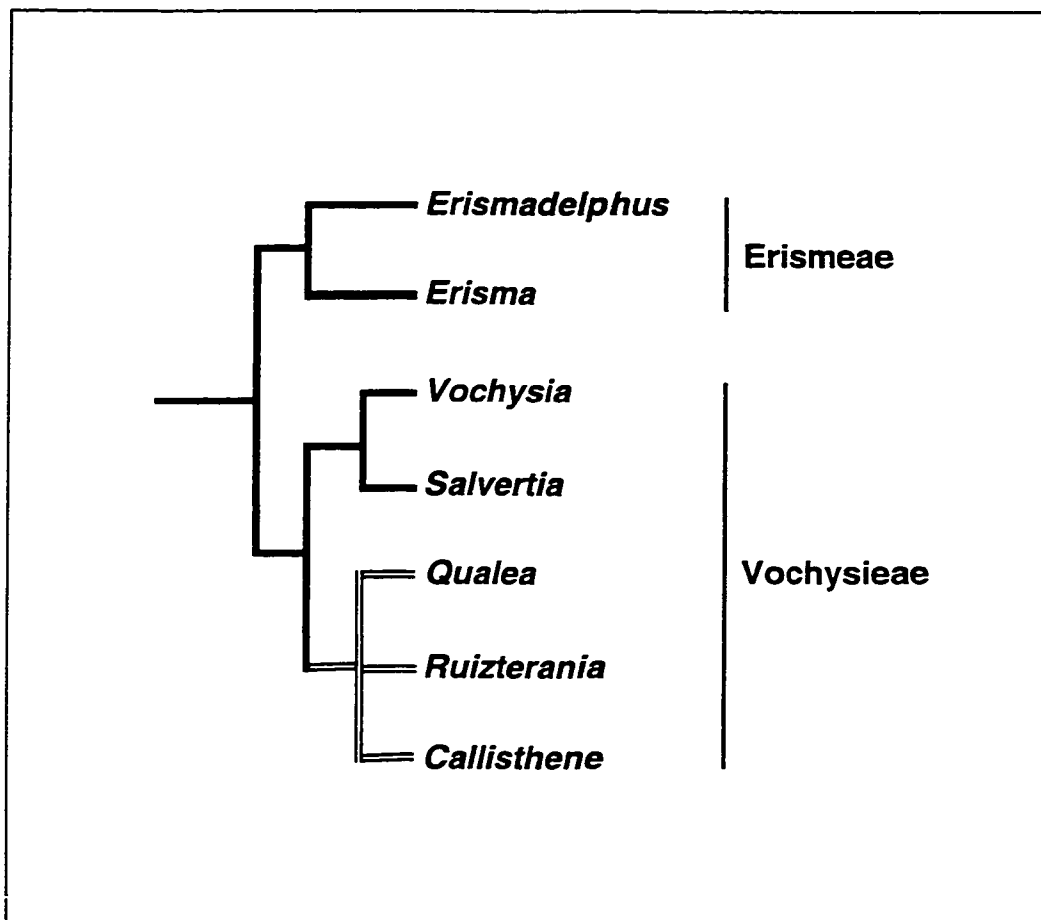 Erismadelphus
Erismeae
Erisma
Vochysia
Salvertia
Qualea
Vochysieae
Ruizterania
Callisthene